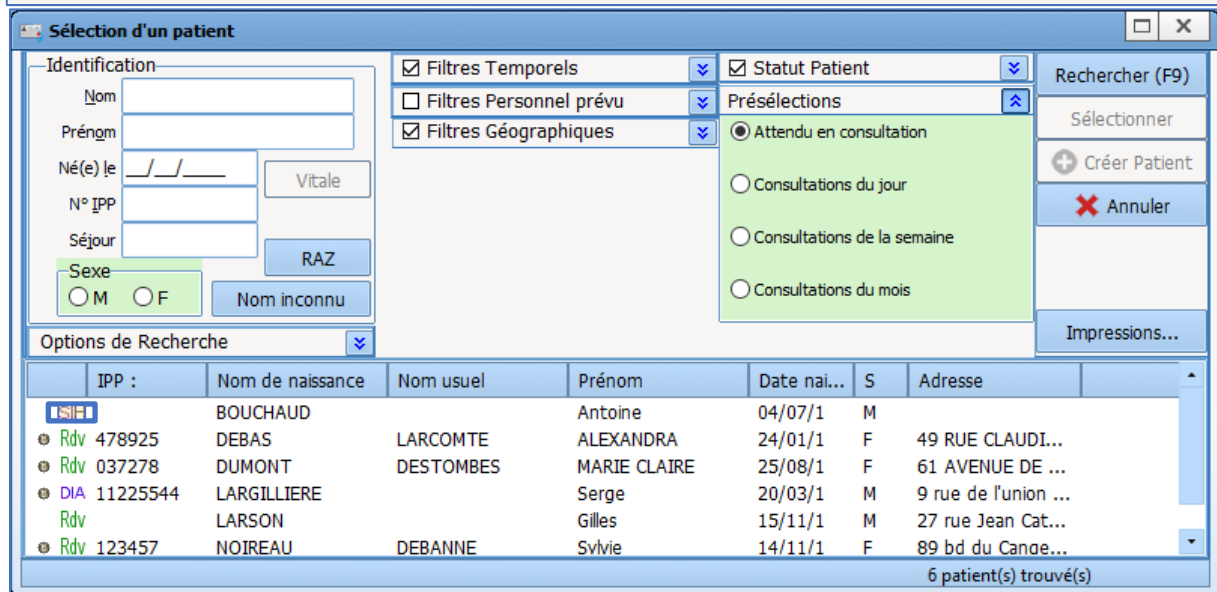 Sélection d'un patient
Identification
Nom
Prénom
Né(e) le __/__/____
Vitale
N° IPP
Séjour
RAZ
Sexe
M F
Nom inconnu
Options de Recherche
Filtres Temporels
Filtres Personnel prévu
Filtres Géographiques
Statut Patient
Présélections
Attendu en consultation
Consultations du jour
Consultations de la semaine
Consultations du mois
Rechercher (F9)
Sélectionner
Créer Patient
Annuler
Impressions...
IPP : Nom de naissance Nom usuel Prénom Date nai... S Adresse
SIH BOUCHAUD Antoine 04/07/1 M
Rdv 478925 DEBAS LARCOMTE ALEXANDRA 24/01/1 F 49 RUE CLAUDI...
Rdv 037278 DUMONT DESTOMBES MARIE CLAIRE 25/08/1 F 61 AVENUE DE ...
DIA 11225544 LARGILLIERE Serge 20/03/1 M 9 rue de l'union ...
Rdv LARSON Gilles 15/11/1 M 27 rue Jean Cat...
Rdv 123457 NOIREAU DEBANNE Sylvie 14/11/1 F 89 bd du Cange...
6 patient(s) trouvé(s)